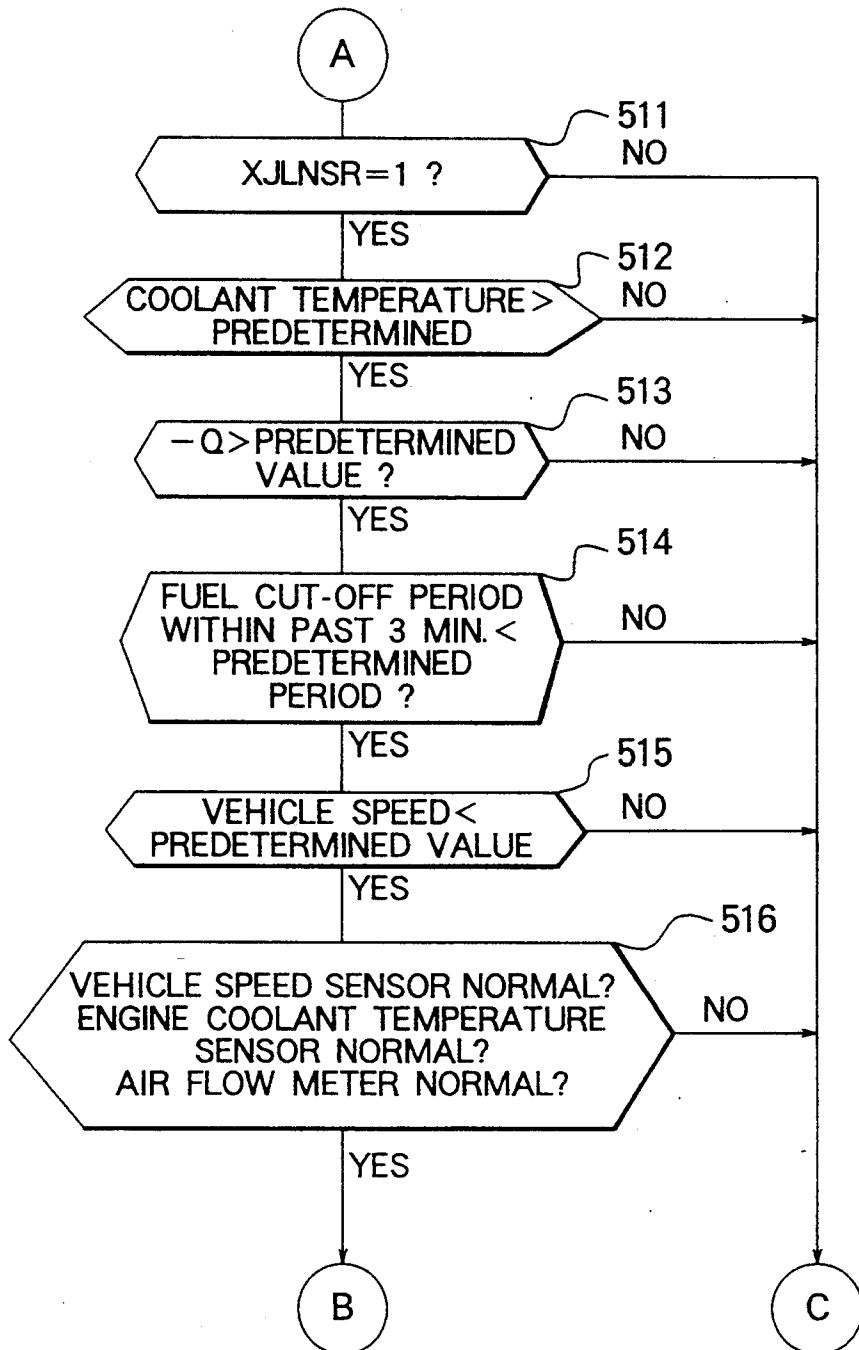 A
511
XJLNSR=1 ?
NO
YES
512
COOLANT TEMPERATURE>
PREDETERMINED
NO
YES
513
−Q>PREDETERMINED
VALUE ?
NO
YES
514
FUEL CUT-OFF PERIOD
WITHIN PAST 3 MIN.<
PREDETERMINED
PERIOD ?
NO
YES
515
VEHICLE SPEED<
PREDETERMINED VALUE
NO
YES
516
VEHICLE SPEED SENSOR NORMAL?
ENGINE COOLANT TEMPERATURE
SENSOR NORMAL?
AIR FLOW METER NORMAL?
NO
YES
B
C